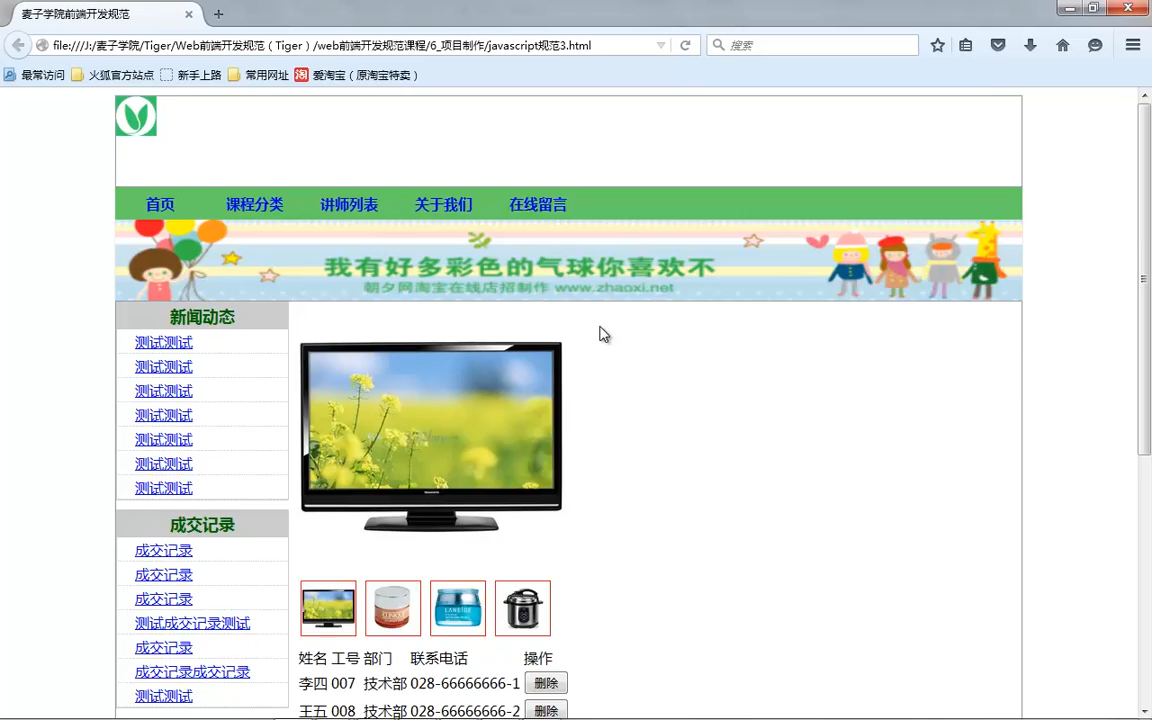 麦子学院前端开发规范
file:///J:/麦子学院/Tiger/Web前端开发规范（Tiger）/web前端开发规范课程/6_项目制作/javascript规范3.html
搜索
最常访问 火狐官方站点 新手上路 常用网址 淘 爱淘宝（原淘宝特卖）
首页 课程分类 讲师列表 关于我们 在线留言
我有好多彩色的气球你喜欢不
朝夕网淘宝在线店招制作 www.zhaoxi.net
新闻动态
测试测试
测试测试
测试测试
测试测试
测试测试
测试测试
测试测试
成交记录
成交记录
成交记录
成交记录
测试成交记录测试
成交记录
成交记录成交记录
测试测试
CLINIQUE
LANEIGE
姓名 工号 部门 联系电话 操作
李四 007 技术部 028-66666666-1 删除
王五 008 技术部 028-66666666-2 删除